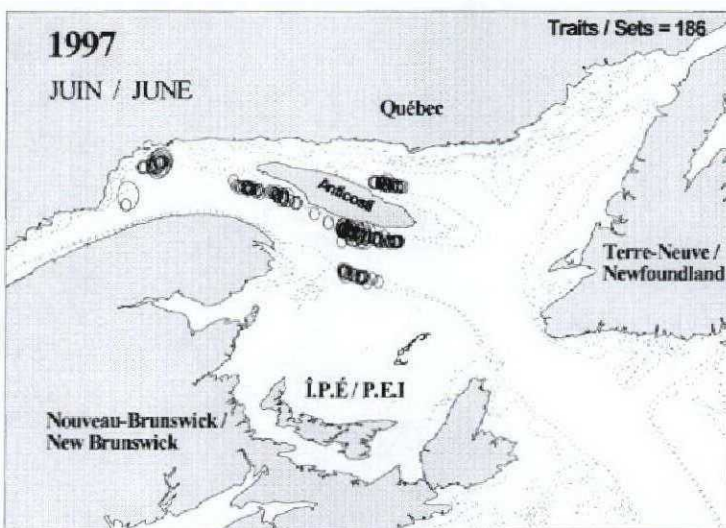 1997
Traits / Sets = 186
JUIN / JUNE
Québec
Anticosti
Terre-Neuve /
Newfoundland
Î.P.É / P.E.I
Nouveau-Brunswick /
New Brunswick